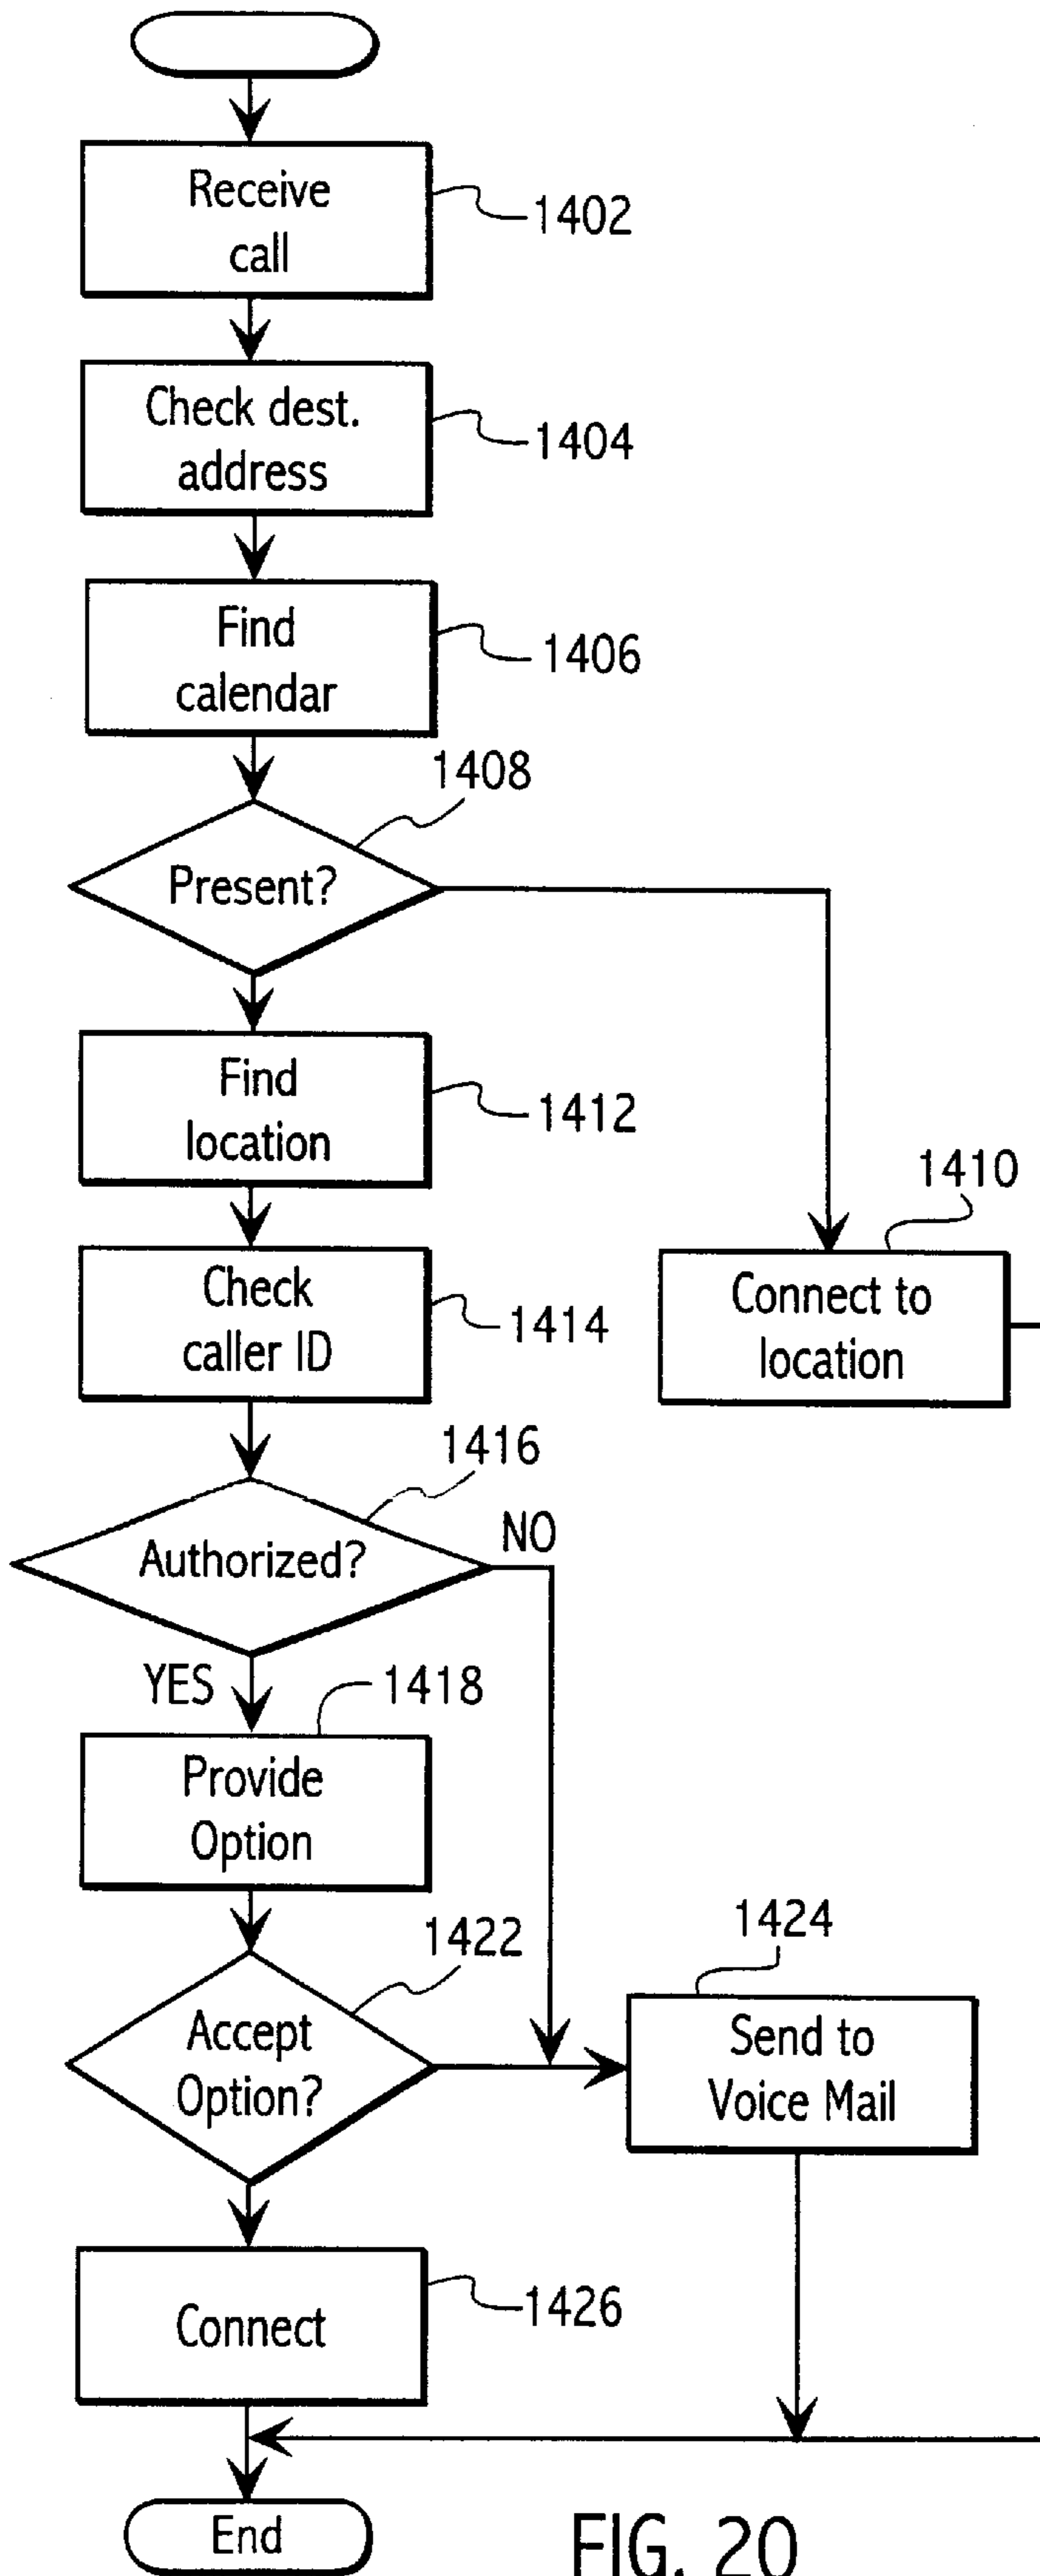 Receive
call
1402
Check dest.
address
1404
Find
calendar
1406
1408
Present?
Find
location
1412
1410
Connect to
location
Check
caller ID
1414
1416
Authorized?
NO
YES
1418
Provide
Option
1422
Accept
Option?
1424
Send to
Voice Mail
Connect
1426
End
FIG. 20